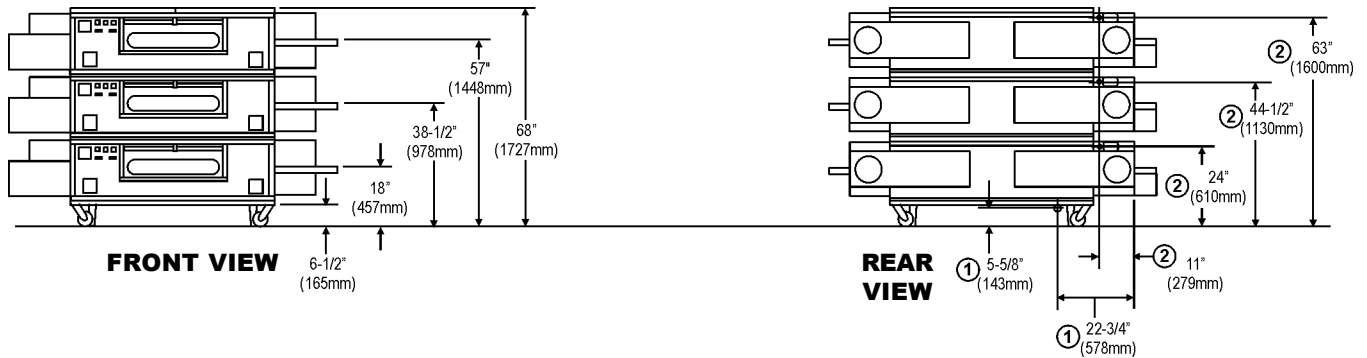 57"
(1448mm)
38-1/2”
(978mm)
68”
(1727mm)
18”
(457mm)
FRONT VIEW
6-1/2”
(165mm)
② 63”
(1600mm)
② 44-1/2”
(1130mm)
② 24”
(610mm)
REAR
VIEW
① 5-5/8”
(143mm)
② 11”
(279mm)
① 22-3/4”
(578mm)